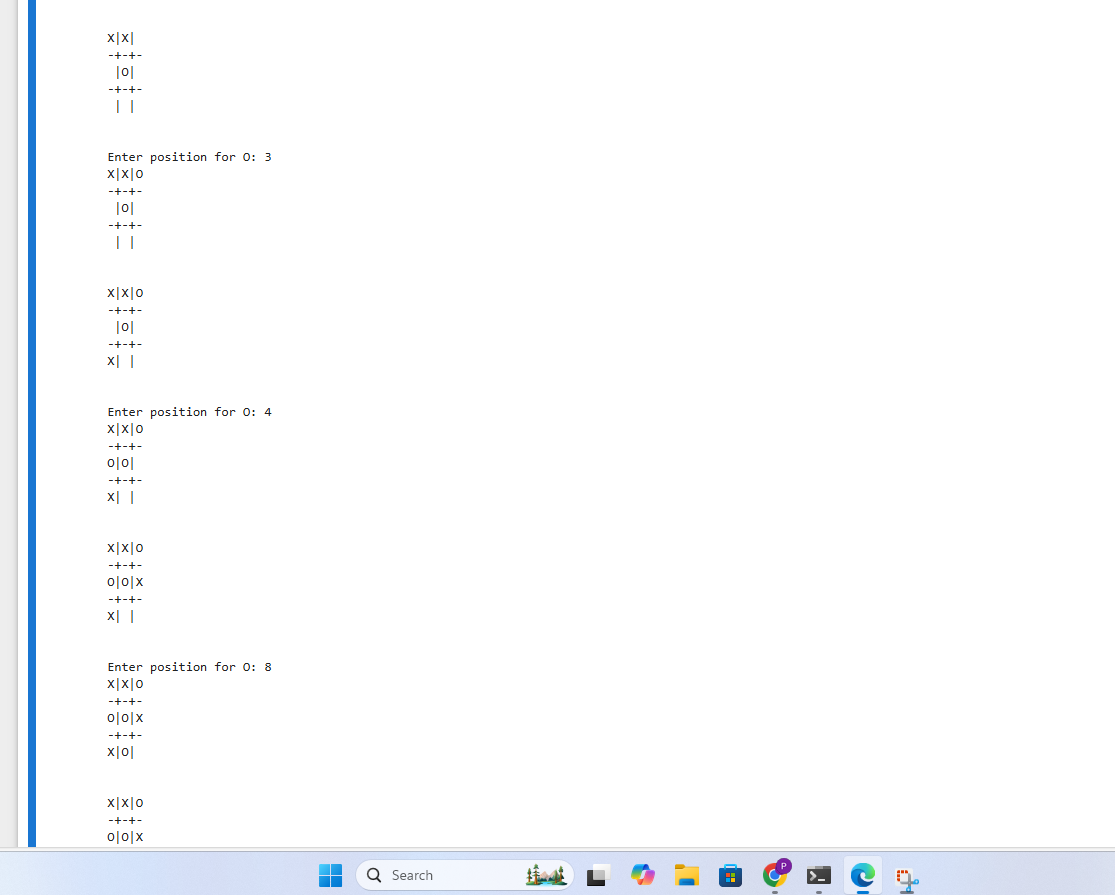 X|X|
-+-+-
 |O|
-+-+-
 | |
Enter position for O: 3
X|X|O
-+-+-
 |O|
-+-+-
 | |
X|X|O
-+-+-
 |O|
-+-+-
X| |
Enter position for O: 4
X|X|O
-+-+-
O|O|
-+-+-
X| |
X|X|O
-+-+-
O|O|X
-+-+-
X| |
Enter position for O: 8
X|X|O
-+-+-
O|O|X
-+-+-
X|O|
X|X|O
-+-+-
O|O|X
Search
P